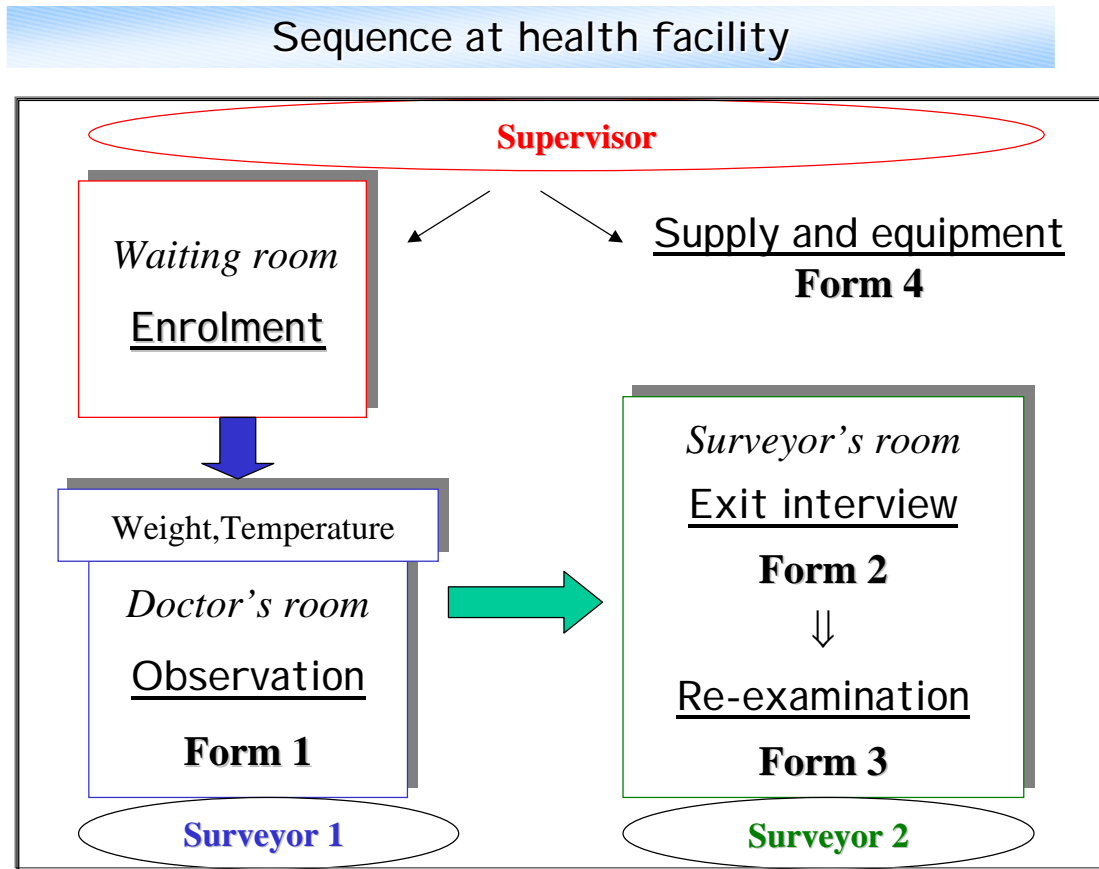 Sequence at health facility
Supervisor
Waiting room
Enrolment
Supply and equipment
Form 4
Weight,Temperature
Doctor's room
Observation
Form 1
Surveyor 1
Surveyor's room
Exit interview
Form 2
⇓
Re-examination
Form 3
Surveyor 2